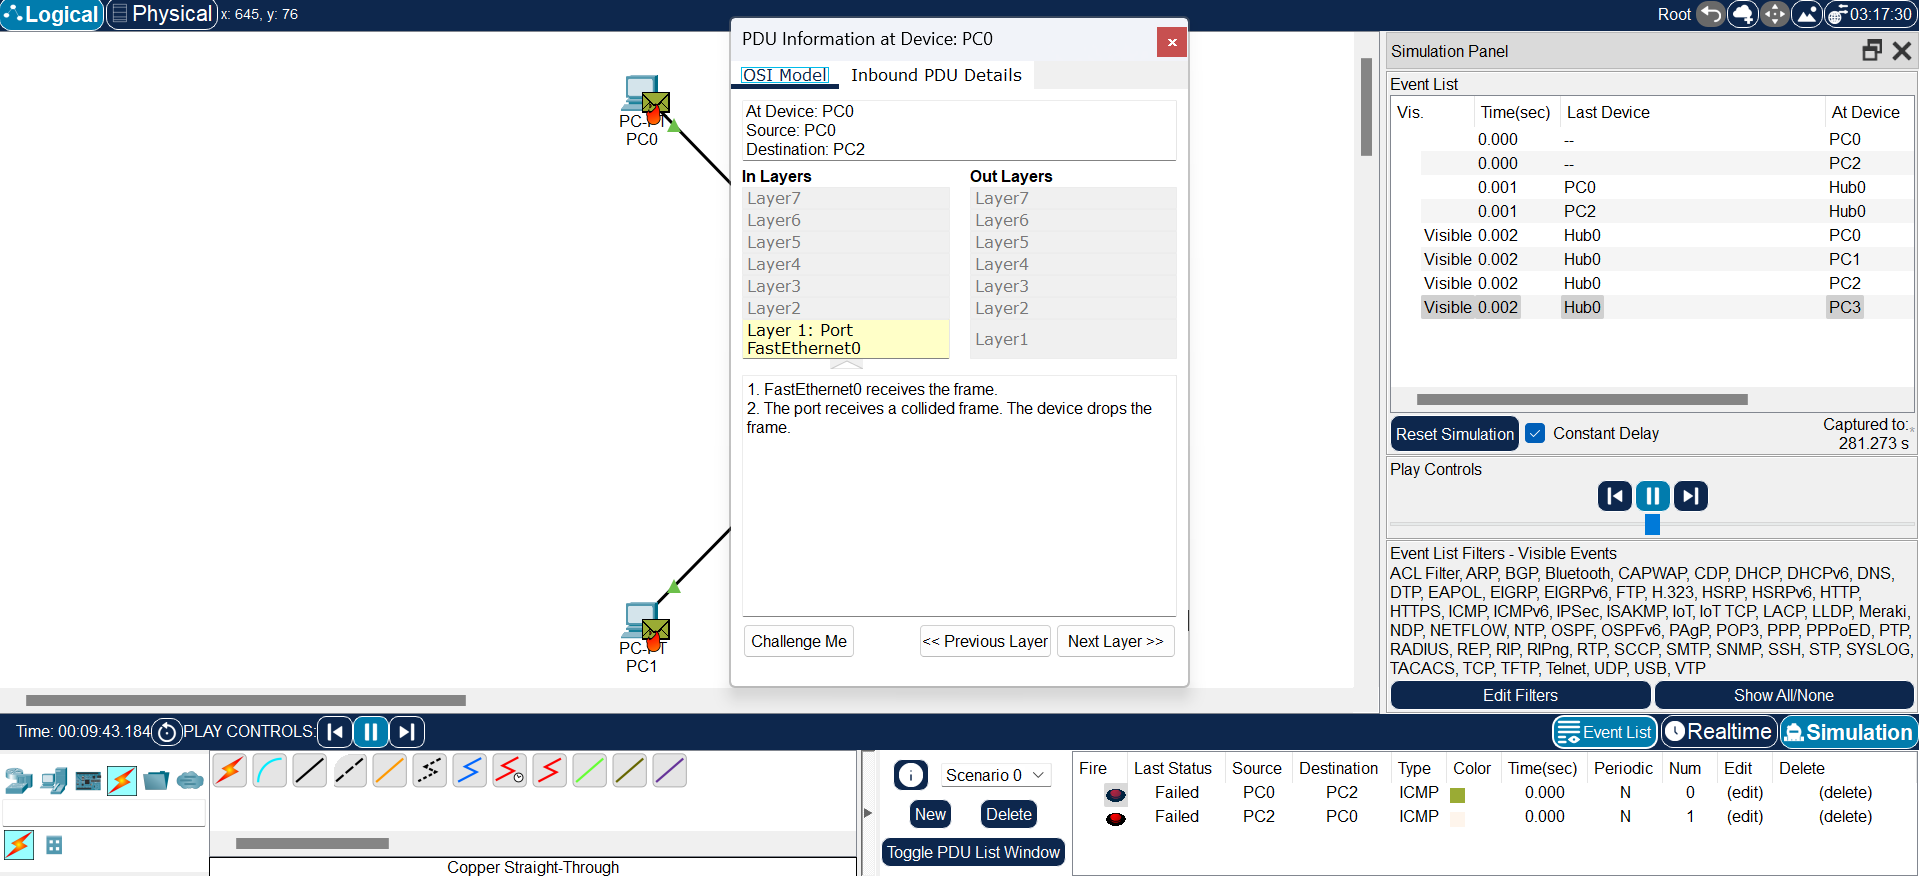 Logical Physical x: 645, y: 76 Root 03:17:30
PC0
PC1
PDU Information at Device: PC0
OSI Model Inbound PDU Details
At Device: PC0
Source: PC0
Destination: PC2
In Layers Out Layers
Layer7 Layer7
Layer6 Layer6
Layer5 Layer5
Layer4 Layer4
Layer3 Layer3
Layer2 Layer2
Layer 1: Port
FastEthernet0 Layer1
1. FastEthernet0 receives the frame.
2. The port receives a collided frame. The device drops the
frame.
Challenge Me << Previous Layer Next Layer >>
Simulation Panel
Event List
Vis. Time(sec) Last Device At Device
0.000 -- PC0
0.000 -- PC2
0.001 PC0 Hub0
0.001 PC2 Hub0
Visible 0.002 Hub0 PC0
Visible 0.002 Hub0 PC1
Visible 0.002 Hub0 PC2
Visible 0.002 Hub0 PC3
Reset Simulation Constant Delay Captured to:*
281.273 s
Play Controls
Event List Filters - Visible Events
ACL Filter, ARP, BGP, Bluetooth, CAPWAP, CDP, DHCP, DHCPv6, DNS,
DTP, EAPOL, EIGRP, EIGRPv6, FTP, H.323, HSRP, HSRPv6, HTTP,
HTTPS, ICMP, ICMPv6, IPSec, ISAKMP, IoT, IoT TCP, LACP, LLDP, Meraki,
NDP, NETFLOW, NTP, OSPF, OSPFv6, PAgP, POP3, PPP, PPPoED, PTP,
RADIUS, REP, RIP, RIPng, RTP, SCCP, SMTP, SNMP, SSH, STP, SYSLOG,
TACACS, TCP, TFTP, Telnet, UDP, USB, VTP
Edit Filters Show All/None
Time: 00:09:43.184 PLAY CONTROLS: Event List Realtime Simulation
Copper Straight-Through
Scenario 0
New Delete
Toggle PDU List Window
Fire Last Status Source Destination Type Color Time(sec) Periodic Num Edit Delete
Failed PC0 PC2 ICMP 0.000 N 0 (edit) (delete)
Failed PC2 PC0 ICMP 0.000 N 1 (edit) (delete)